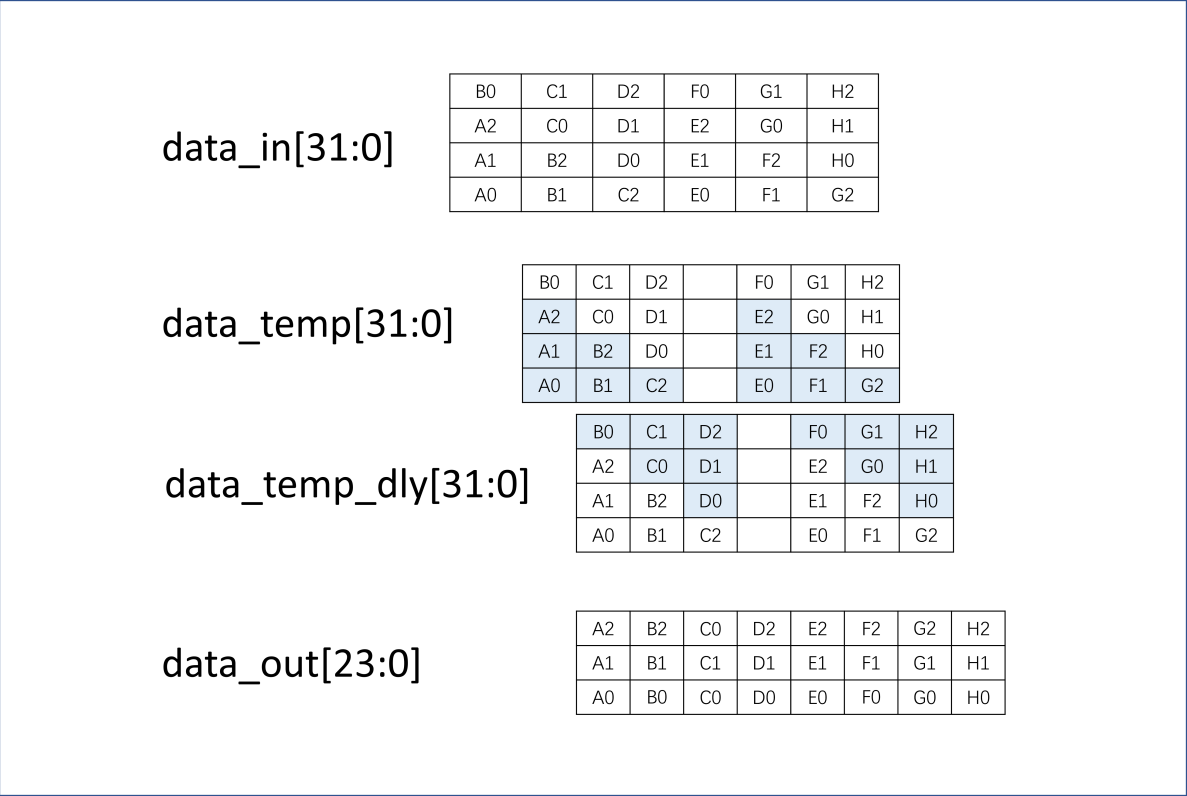 data_in[31:0]
B0 C1 D2 F0 G1 H2
A2 C0 D1 E2 G0 H1
A1 B2 D0 E1 F2 H0
A0 B1 C2 E0 F1 G2
data_temp[31:0]
B0 C1 D2 F0 G1 H2
A2 C0 D1 E2 G0 H1
A1 B2 D0 E1 F2 H0
A0 B1 C2 E0 F1 G2
data_temp_dly[31:0]
B0 C1 D2 F0 G1 H2
A2 C0 D1 E2 G0 H1
A1 B2 D0 E1 F2 H0
A0 B1 C2 E0 F1 G2
data_out[23:0]
A2 B2 C0 D2 E2 F2 G2 H2
A1 B1 C1 D1 E1 F1 G1 H1
A0 B0 C0 D0 E0 F0 G0 H0